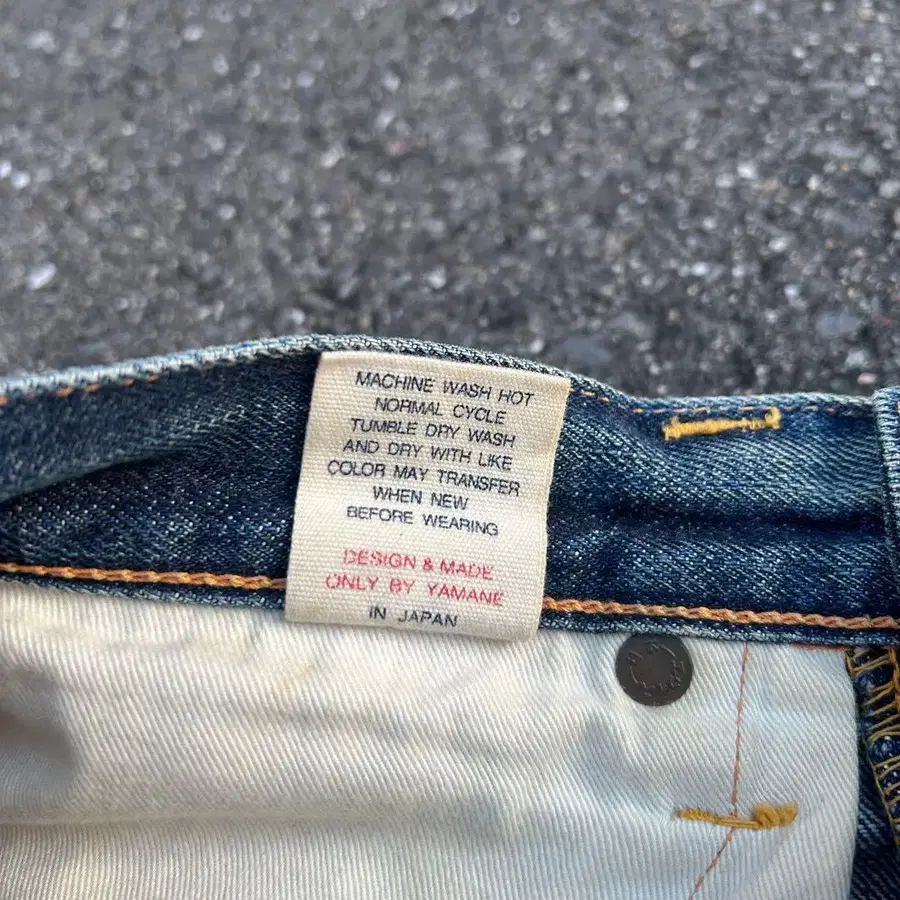 MACHINE WASH HOT
NORMAL CYCLE
TUMBLE DRY WASH
AND DRY WITH LIKE
COLOR MAY TRANSFER
WHEN NEW
BEFORE WEARING
DESIGN & MADE
ONLY BY YAMANE
IN JAPAN